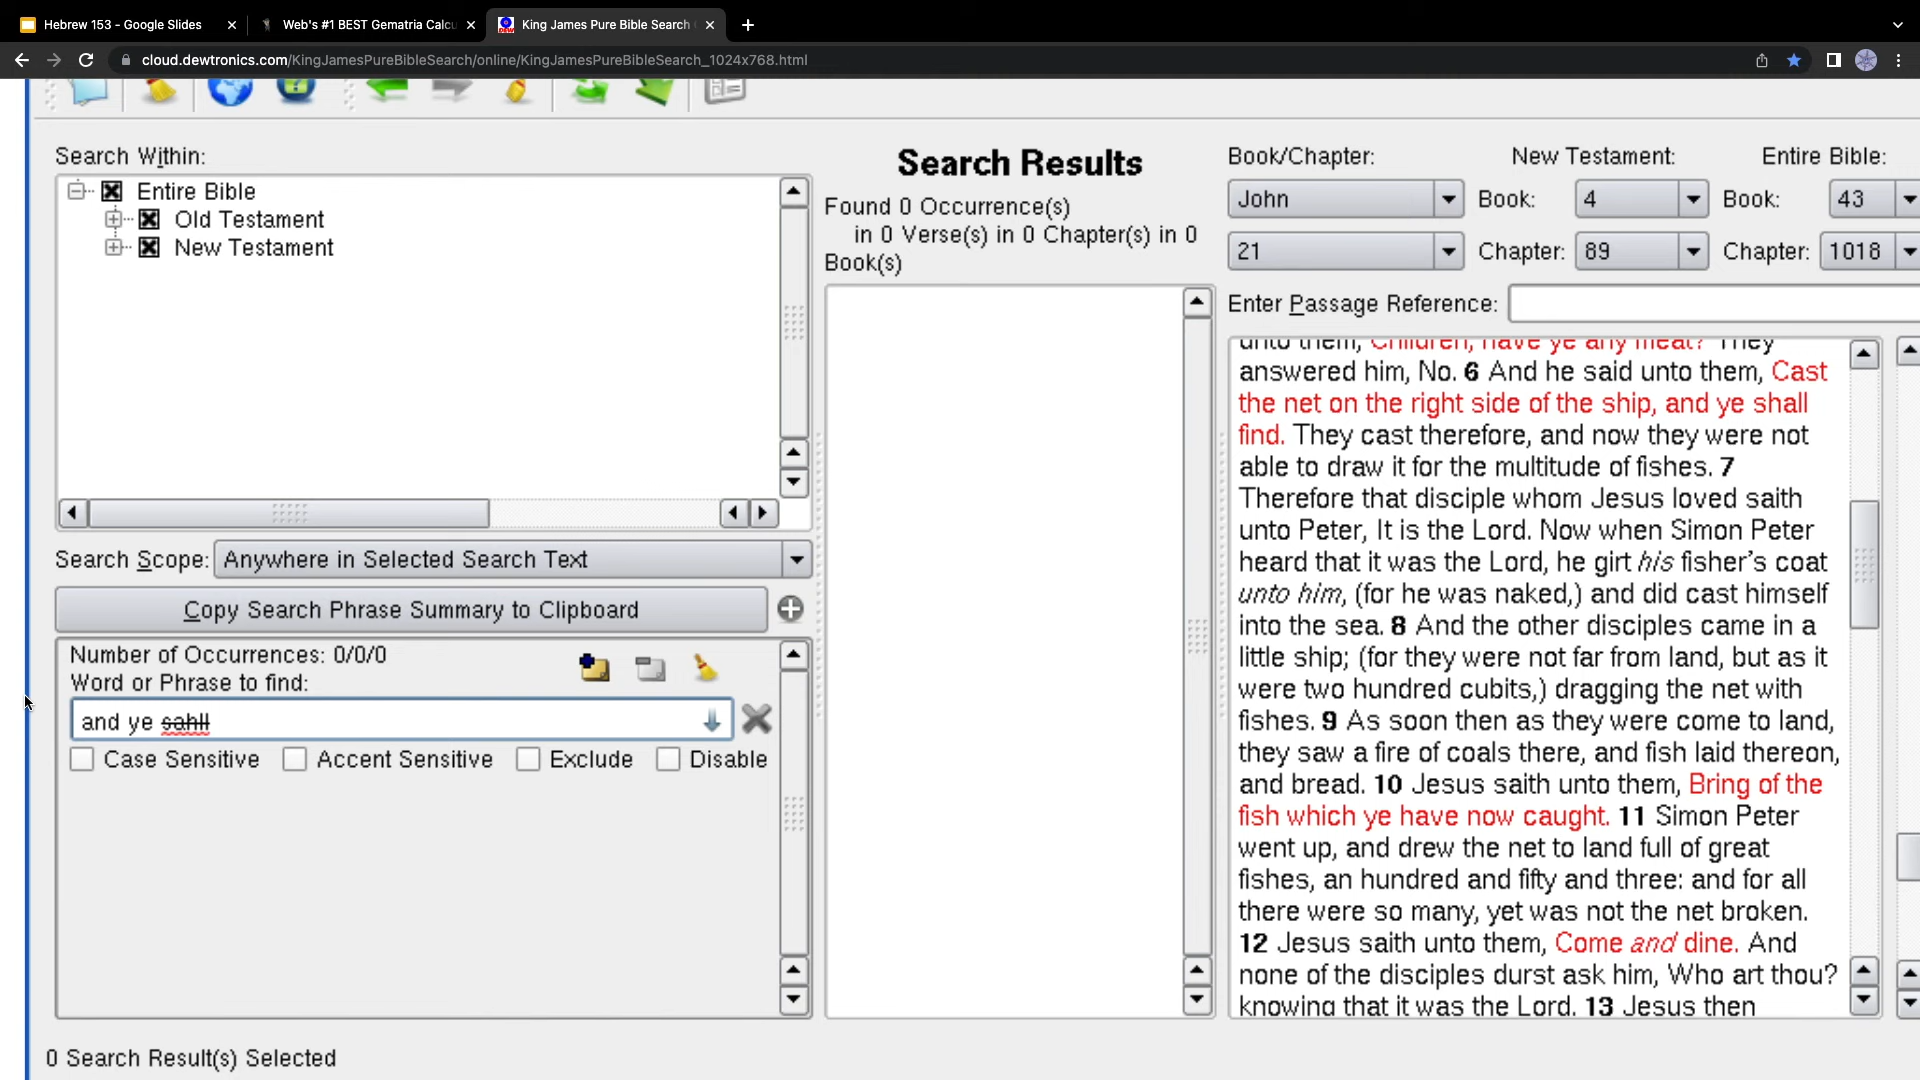 Hebrew 153 - Google Slides
Web's #1 BEST Gematria Calcu
King James Pure Bible Search
cloud.dewtronics.com/KingJamesPureBibleSearch/online/KingJamesPureBibleSearch_1024x768.html
Search Within:
Entire Bible
Old Testament
New Testament
Search Scope: Anywhere in Selected Search Text
Copy Search Phrase Summary to Clipboard
Number of Occurrences: 0/0/0
Word or Phrase to find:
and ye sahll
Case Sensitive Accent Sensitive Exclude Disable
0 Search Result(s) Selected
Search Results
Found 0 Occurrence(s)
in 0 Verse(s) in 0 Chapter(s) in 0
Book(s)
Book/Chapter: New Testament: Entire Bible:
John Book: 4 Book: 43
21 Chapter: 89 Chapter: 1018
Enter Passage Reference:
unto them, Children, have ye any meat? They
answered him, No. 6 And he said unto them, Cast
the net on the right side of the ship, and ye shall
find. They cast therefore, and now they were not
able to draw it for the multitude of fishes. 7
Therefore that disciple whom Jesus loved saith
unto Peter, It is the Lord. Now when Simon Peter
heard that it was the Lord, he girt his fisher's coat
unto him, (for he was naked,) and did cast himself
into the sea. 8 And the other disciples came in a
little ship; (for they were not far from land, but as it
were two hundred cubits,) dragging the net with
fishes. 9 As soon then as they were come to land,
they saw a fire of coals there, and fish laid thereon,
and bread. 10 Jesus saith unto them, Bring of the
fish which ye have now caught. 11 Simon Peter
went up, and drew the net to land full of great
fishes, an hundred and fifty and three: and for all
there were so many, yet was not the net broken.
12 Jesus saith unto them, Come and dine. And
none of the disciples durst ask him, Who art thou?
knowing that it was the Lord. 13 Jesus then